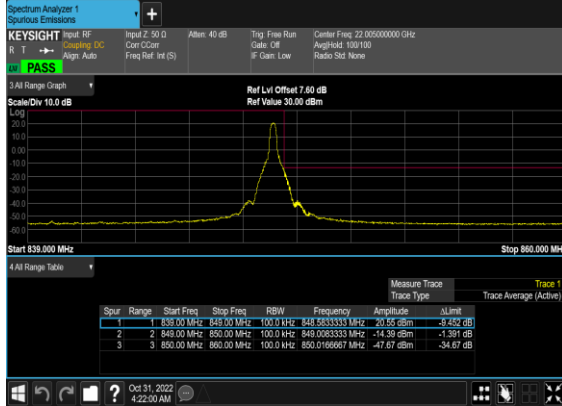 Spectrum Analyzer 1
Spurious Emissions
KEYSIGHT Input: RF Input Z: 50 Ω Atten: 40 dB Trig: Free Run Center Freq: 22.005000000 GHz
R T Coupling: DC Corr CCorr Gate: Off Avg|Hold: 100/100
Align: Auto Freq Ref: Int (S) IF Gain: Low Radio Std: None
PASS
3 All Range Graph Ref Lvl Offset 7.60 dB
Scale/Div 10.0 dB Ref Value 30.00 dBm
Log
20.0
10.0
0.00
-10.0
-20.0
-30.0
-40.0
-50.0
-60.0
Start 839.000 MHz Stop 860.000 MH
4 All Range Table
Measure Trace Trace 1
Trace Type Trace Average (Active)
Spur Range Start Freq Stop Freq RBW Frequency Amplitude ΔLimit
1 1 839.00 MHz 849.00 MHz 100.0 kHz 848.5833333 MHz 20.55 dBm -9.452 dB
2 2 849.00 MHz 850.00 MHz 100.0 kHz 849.0083333 MHz -14.39 dBm -1.391 dB
3 3 850.00 MHz 860.00 MHz 100.0 kHz 850.0166667 MHz -47.67 dBm -34.67 dB
Oct 31, 2022
4:22:00 AM